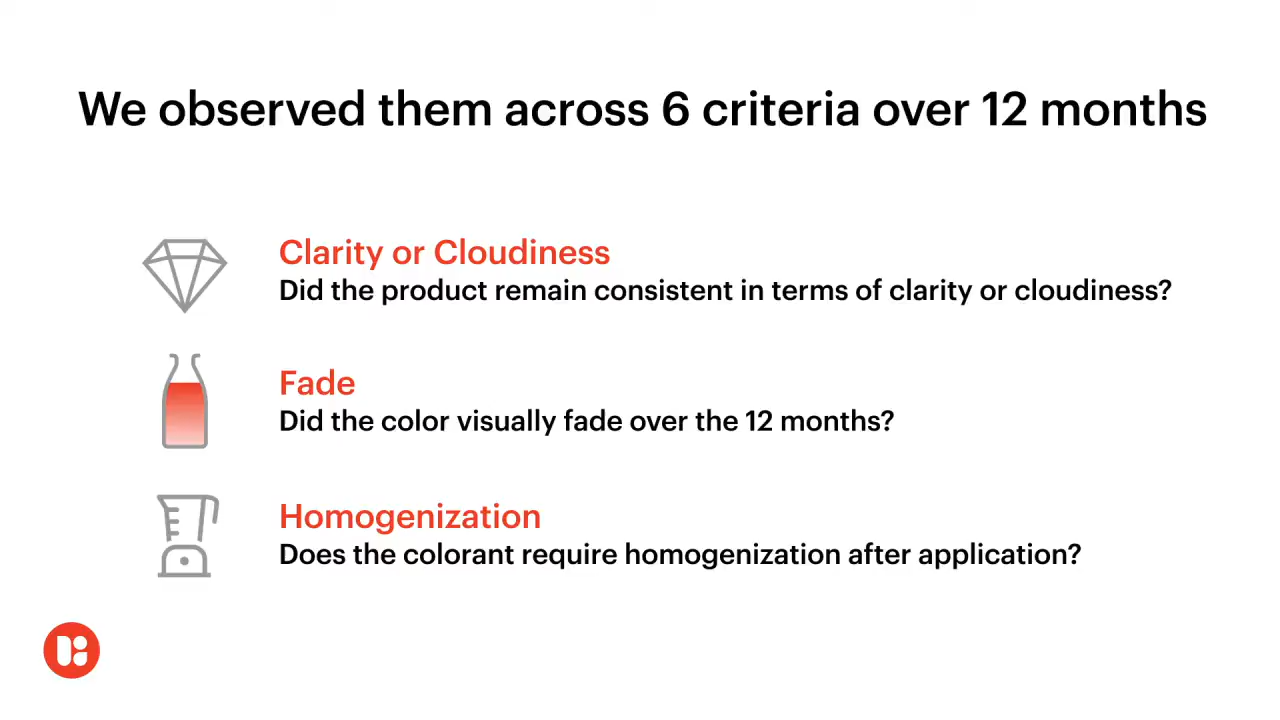 We observed them across 6 criteria over 12 months
Clarity or Cloudiness
Did the product remain consistent in terms of clarity or cloudiness?
Fade
Did the color visually fade over the 12 months?
Homogenization
Does the colorant require homogenization after application?